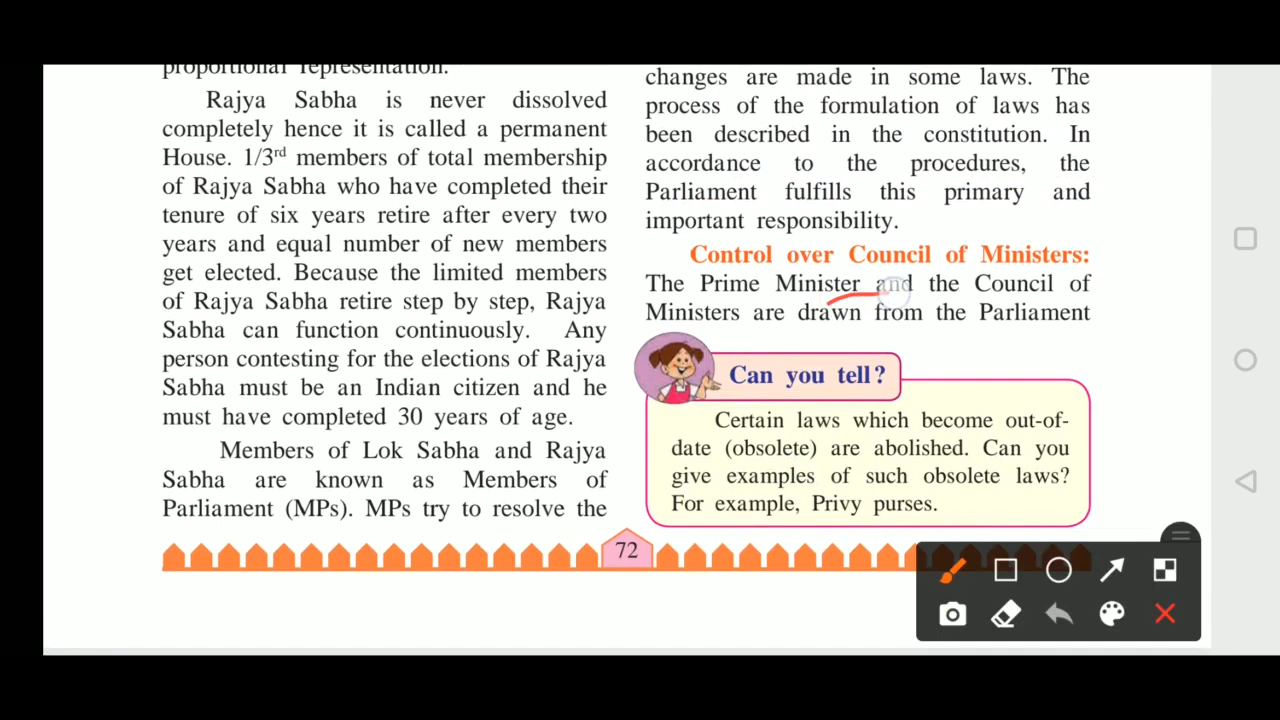 proportional representation.
Rajya Sabha is never dissolved
completely hence it is called a permanent
House. 1/3rd members of total membership
of Rajya Sabha who have completed their
tenure of six years retire after every two
years and equal number of new members
get elected. Because the limited members
of Rajya Sabha retire step by step, Rajya
Sabha can function continuously. Any
person contesting for the elections of Rajya
Sabha must be an Indian citizen and he
must have completed 30 years of age.
Members of Lok Sabha and Rajya
Sabha are known as Members of
Parliament (MPs). MPs try to resolve the
changes are made in some laws. The
process of the formulation of laws has
been described in the constitution. In
accordance to the procedures, the
Parliament fulfills this primary and
important responsibility.
Control over Council of Ministers:
The Prime Minister and the Council of
Ministers are drawn from the Parliament
Can you tell?
Certain laws which become out-of-
date (obsolete) are abolished. Can you
give examples of such obsolete laws?
For example, Privy purses.
72